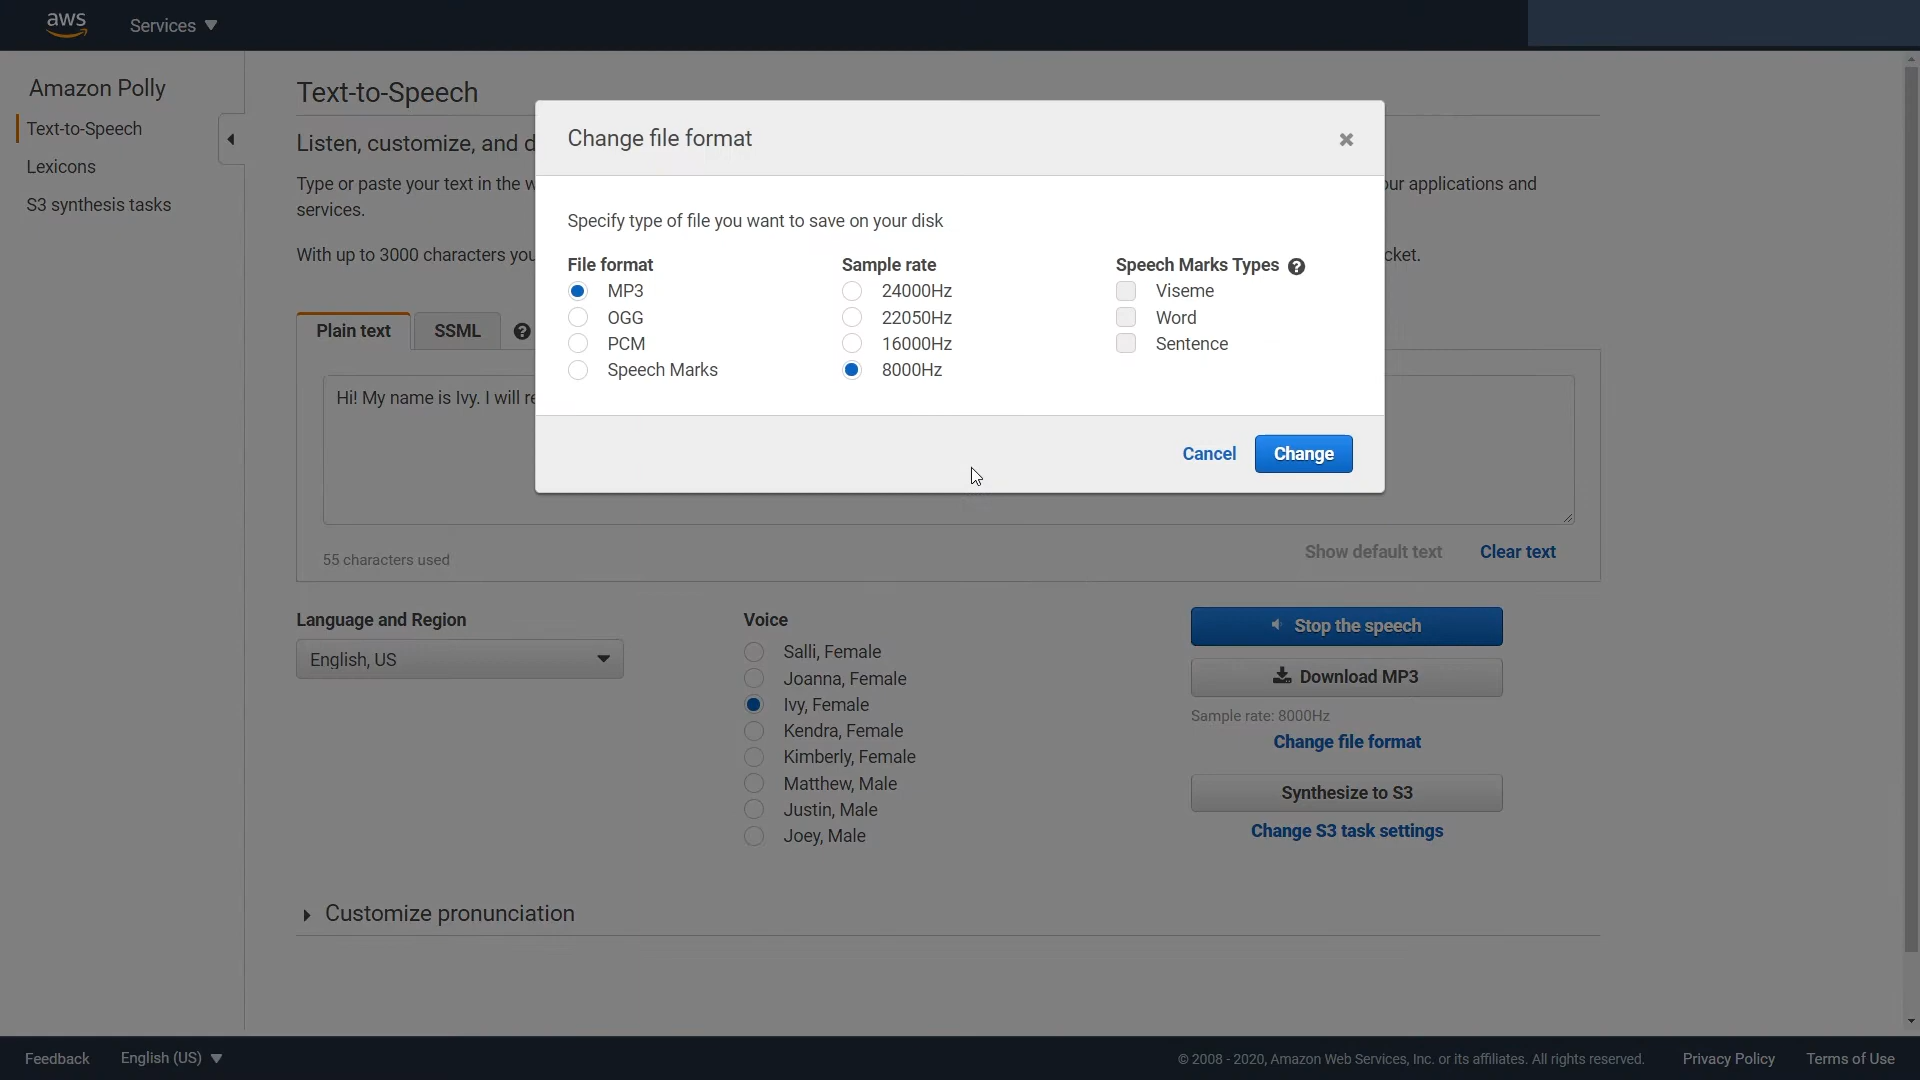 aws
Services
Amazon Polly
Text-to-Speech
Lexicons
S3 synthesis tasks
Text-to-Speech
Listen, customize, and
Type or paste your text in the
applications and
services.
With up to 3000 characters
Plain text
SSML
Hi! My name is Ivy. I will
55 characters used
Show default text
Clear text
Change file format
Specify type of file you want to save on your disk
File format
MP3
OGG
PCM
Speech Marks
Sample rate
24000Hz
22050Hz
16000Hz
8000Hz
Speech Marks Types
Viseme
Word
Sentence
Cancel
Change
Language and Region
English, US
Voice
Salli, Female
Joanna, Female
Ivy, Female
Kendra, Female
Kimberly, Female
Matthew, Male
Justin, Male
Joey, Male
Stop the speech
Download MP3
Sample rate: 8000Hz
Change file format
Synthesize to S3
Change S3 task settings
Customize pronunciation
Feedback
English (US)
© 2008 - 2020, Amazon Web Services, Inc. or its affiliates. All rights reserved.
Privacy Policy
Terms of Use